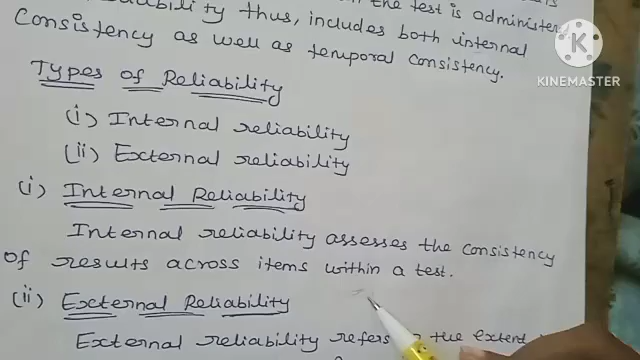 the test is administer
thus, includes both internal
Consistency as well as temporal consistency.
KINEMASTER
Types of Reliability
(i) Internal reliability
(ii) External reliability
(i) Internal Reliability
Internal reliability assesses the consistency
of results across items within a test.
(ii) External Reliability
External reliability refers the extent